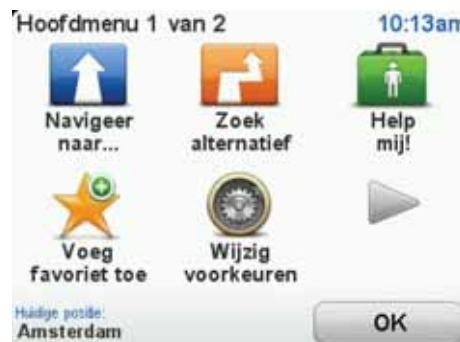 Hoofdmenu 1 van 2
10:13am
Navigeer
naar...
Zoek
alternatief
Help
mij!
Voeg
favoriet toe
Wijzig
voorkeuren
Huidige positie:
Amsterdam
OK